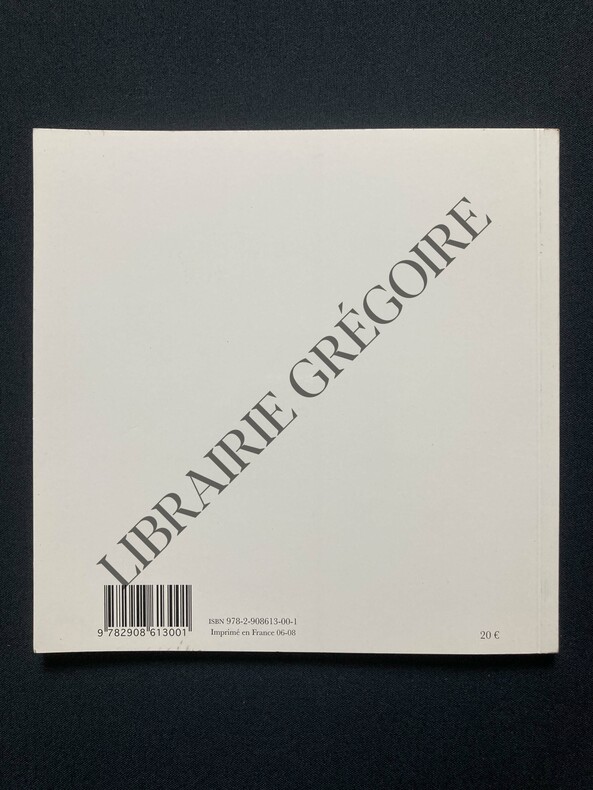 LIBRAIRIE GRÉGOIRE
9 782908 613001
ISBN 978-2-908613-00-1
Imprimé en France 06-08
20 €